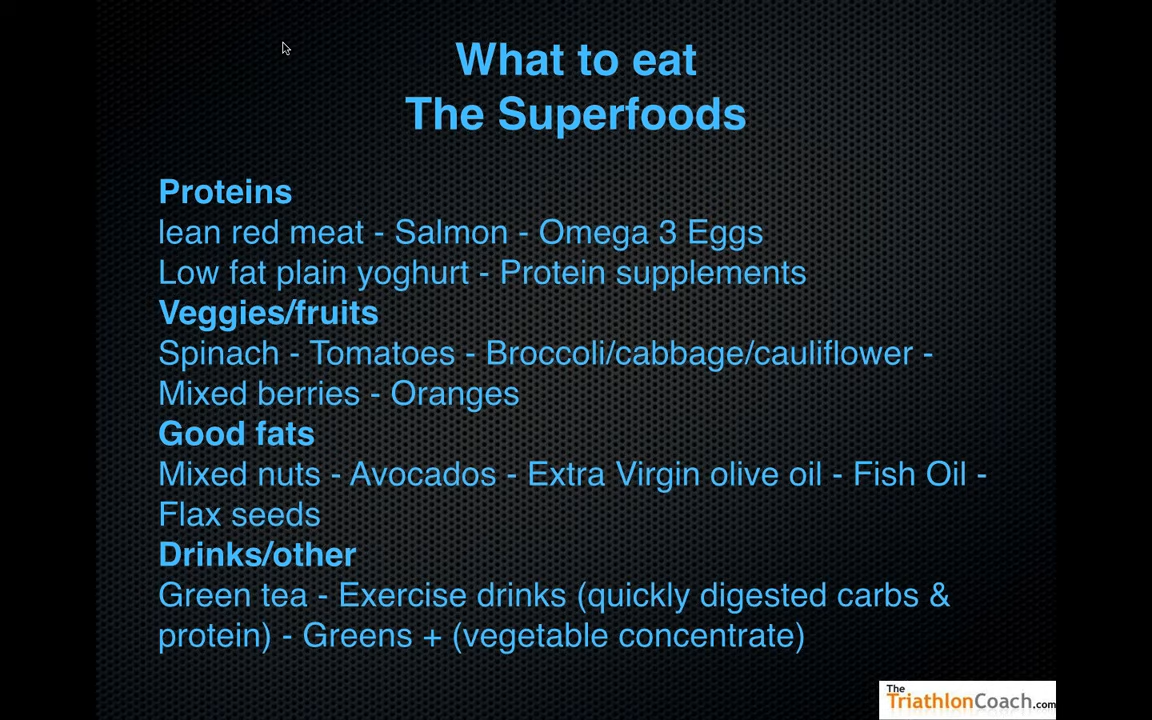 What to eat
The Superfoods
Proteins
lean red meat - Salmon - Omega 3 Eggs
Low fat plain yoghurt - Protein supplements
Veggies/fruits
Spinach - Tomatoes - Broccoli/cabbage/cauliflower -
Mixed berries - Oranges
Good fats
Mixed nuts - Avocados - Extra Virgin olive oil - Fish Oil -
Flax seeds
Drinks/other
Green tea - Exercise drinks (quickly digested carbs &
protein) - Greens + (vegetable concentrate)
The
TriathlonCoach.com